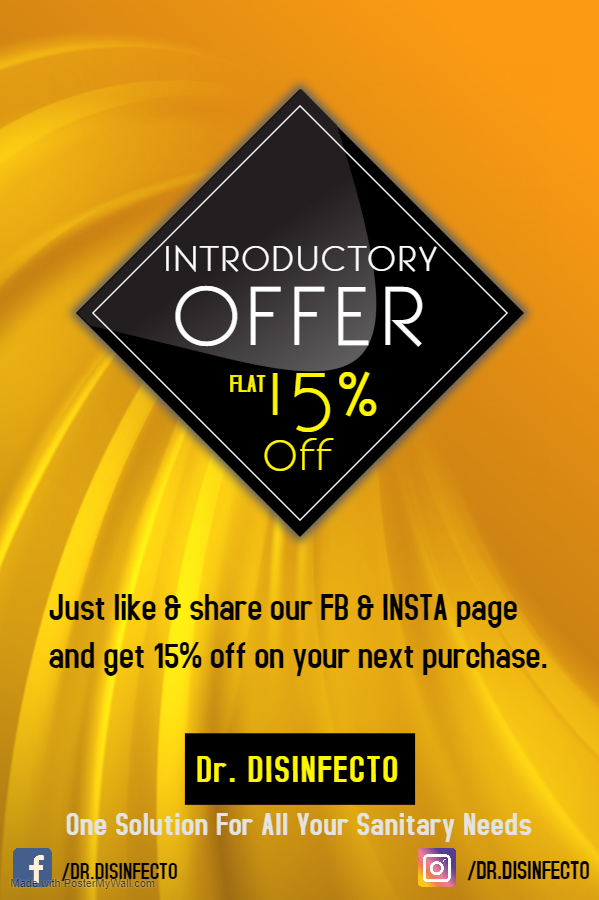 INTRODUCTORY
OFFER
FLAT 15%
Off
Just like & share our FB & INSTA page
and get 15% off on your next purchase.
Dr. DISINFECTO
One Solution For All Your Sanitary Needs
/DR.DISINFECTO /DR.DISINFECTO
Made with PosterMyWall.com